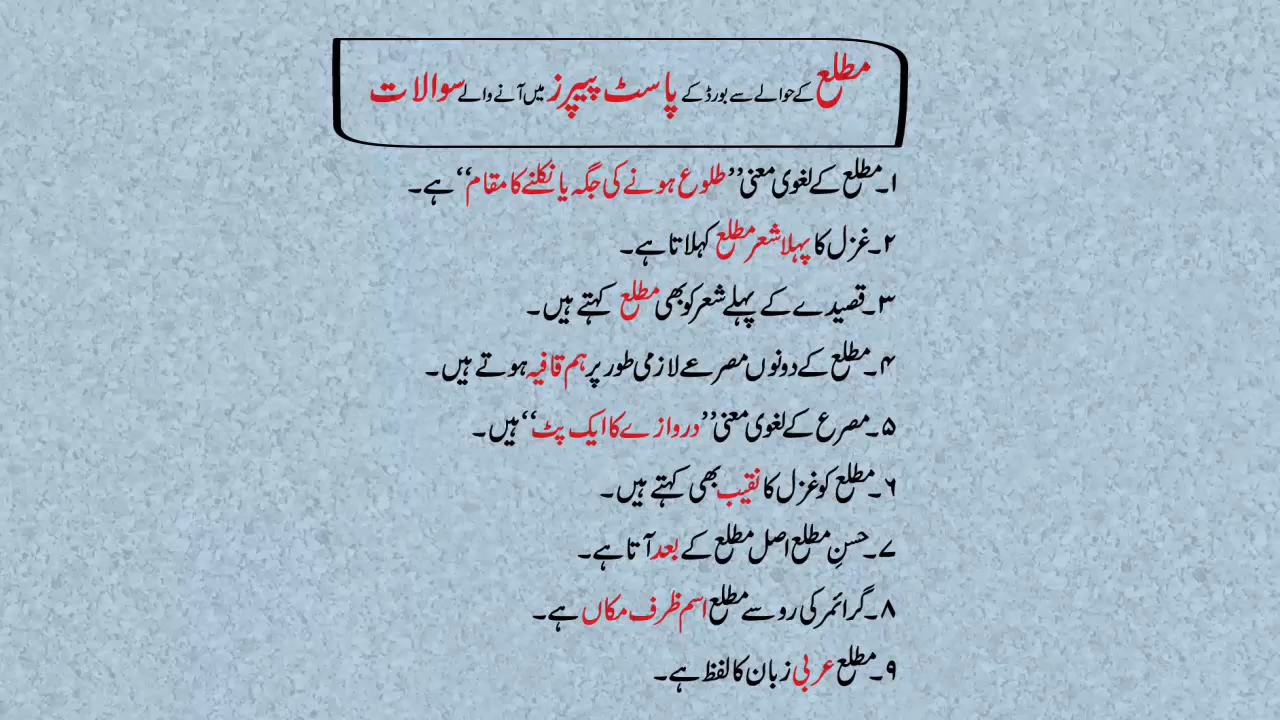 مطلع کے حوالے سے بورڈ کے پاسٹ پیپرز میں آنے والے سوالات
۱۔ مطلع کے لغوی معنی ’’طلوع ہونے کی جگہ یا نکلنے کا مقام‘‘ ہے۔
۲۔ غزل کا پہلا شعر مطلع کہلاتا ہے۔
۳۔ قصیدے کے پہلے شعر کو بھی مطلع کہتے ہیں۔
۴۔ مطلع کے دونوں مصرعے لازمی طور پر ہم قافیہ ہوتے ہیں۔
۵۔ مصرع کے لغوی معنی ’’دروازے کا ایک پٹ‘‘ ہیں۔
۶۔ مطلع کو غزل کا نقیب بھی کہتے ہیں۔
۷۔ حسنِ مطلع اصل مطلع کے بعد آتا ہے۔
۸۔ گرائمر کی رو سے مطلع اسم ظرف مکاں ہے۔
۹۔ مطلع عربی زبان کا لفظ ہے۔